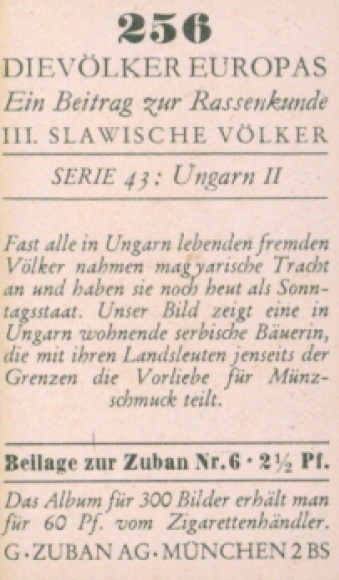 256
DIE VÖLKER EUROPAS
Ein Beitrag zur Rassenkunde
III. SLAWISCHE VÖLKER
SERIE 43: Ungarn II
Fast alle in Ungarn lebenden fremden
Völker nahmen magyarische Tracht
an und haben sie noch heut als Sonn-
tagsstaat. Unser Bild zeigt eine in
Ungarn wohnende serbische Bäuerin,
die mit ihren Landsleuten jenseits der
Grenzen die Vorliebe für Münz-
schmuck teilt.
Beilage zur Zuban Nr. 6 · 2½ Pf.
Das Album für 300 Bilder erhält man
für 60 Pf. vom Zigarettenhändler.
G · ZUBAN AG · MÜNCHEN 2 BS